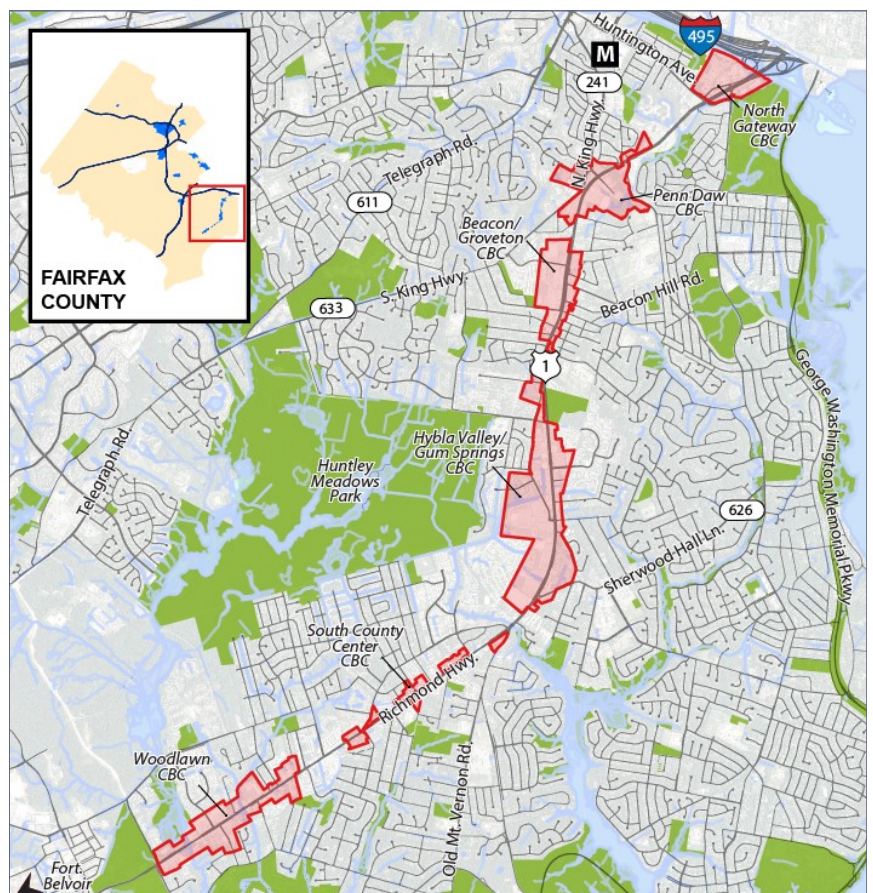 FAIRFAX
COUNTY
Huntington Ave.
495
M
241
North
Gateway
CBC
N. King Hwy.
Telegraph Rd.
611
Penn Daw
CBC
Beacon/
Groveton
CBC
S. King Hwy.
633
Beacon Hill Rd.
1
George Washington Memorial Pkwy
Hybla Valley/
Gum Springs
CBC
Telegraph Rd.
Huntley
Meadows
Park
626
Sherwood Hall Ln.
South County
Center
CBC
Richmond Hwy.
Woodlawn
CBC
Old Mt. Vernon Rd.
Fort.
Belvoir